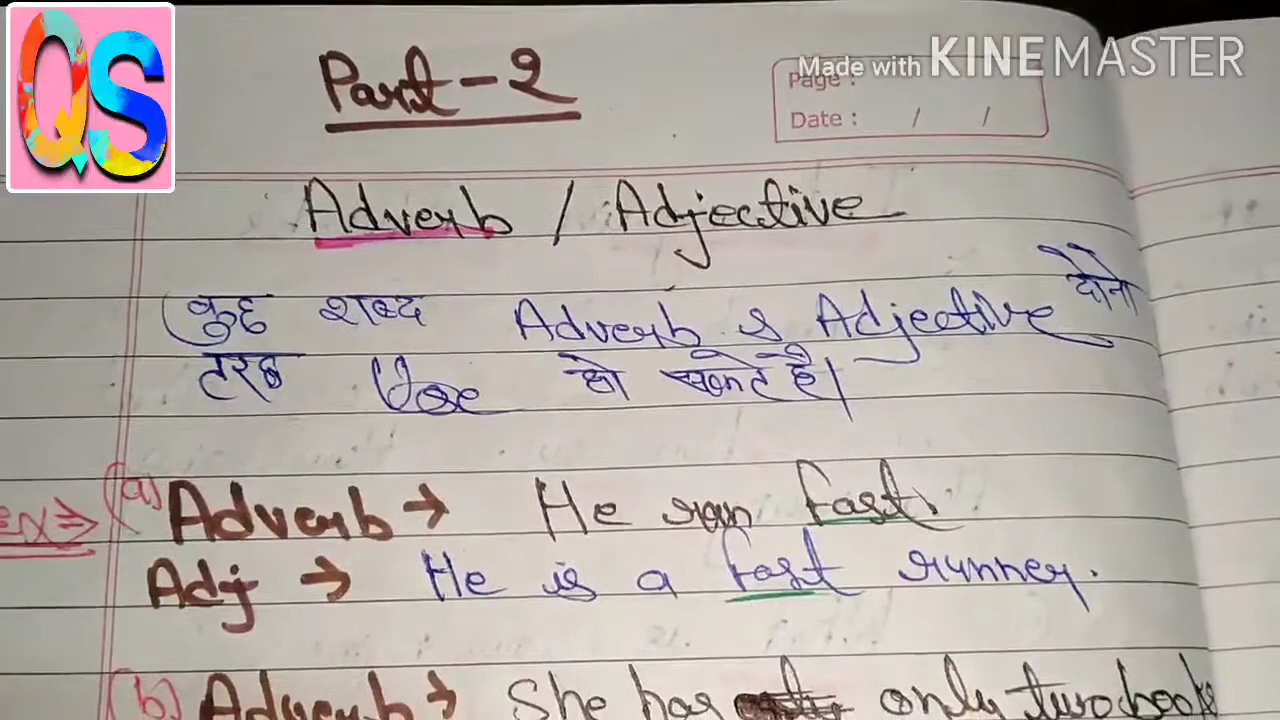 QS
Made with KINEMASTER
Part-2
Page :
Date : / /
Adverb / Adjective
कुछ शब्द Adverb & Adjective दोनो
तरह Use हो सकते है।
ex ⇒ (a) Adverb → He ran fast.
Adj → He is a fast runner.
(b) Adverb → She has only two books